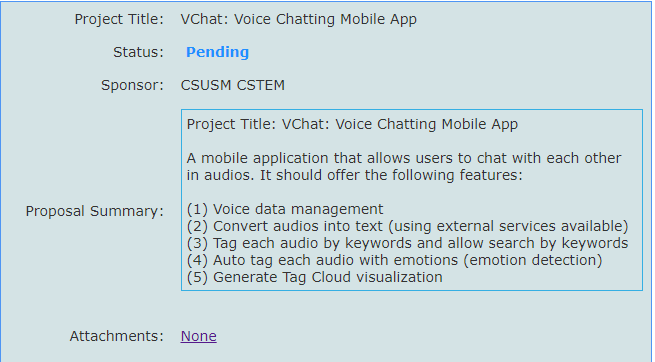 Project Title: VChat: Voice Chatting Mobile App
Status: Pending
Sponsor: CSUSM CSTEM
Proposal Summary:
Project Title: VChat: Voice Chatting Mobile App
A mobile application that allows users to chat with each other
in audios. It should offer the following features:
(1) Voice data management
(2) Convert audios into text (using external services available)
(3) Tag each audio by keywords and allow search by keywords
(4) Auto tag each audio with emotions (emotion detection)
(5) Generate Tag Cloud visualization
Attachments: None